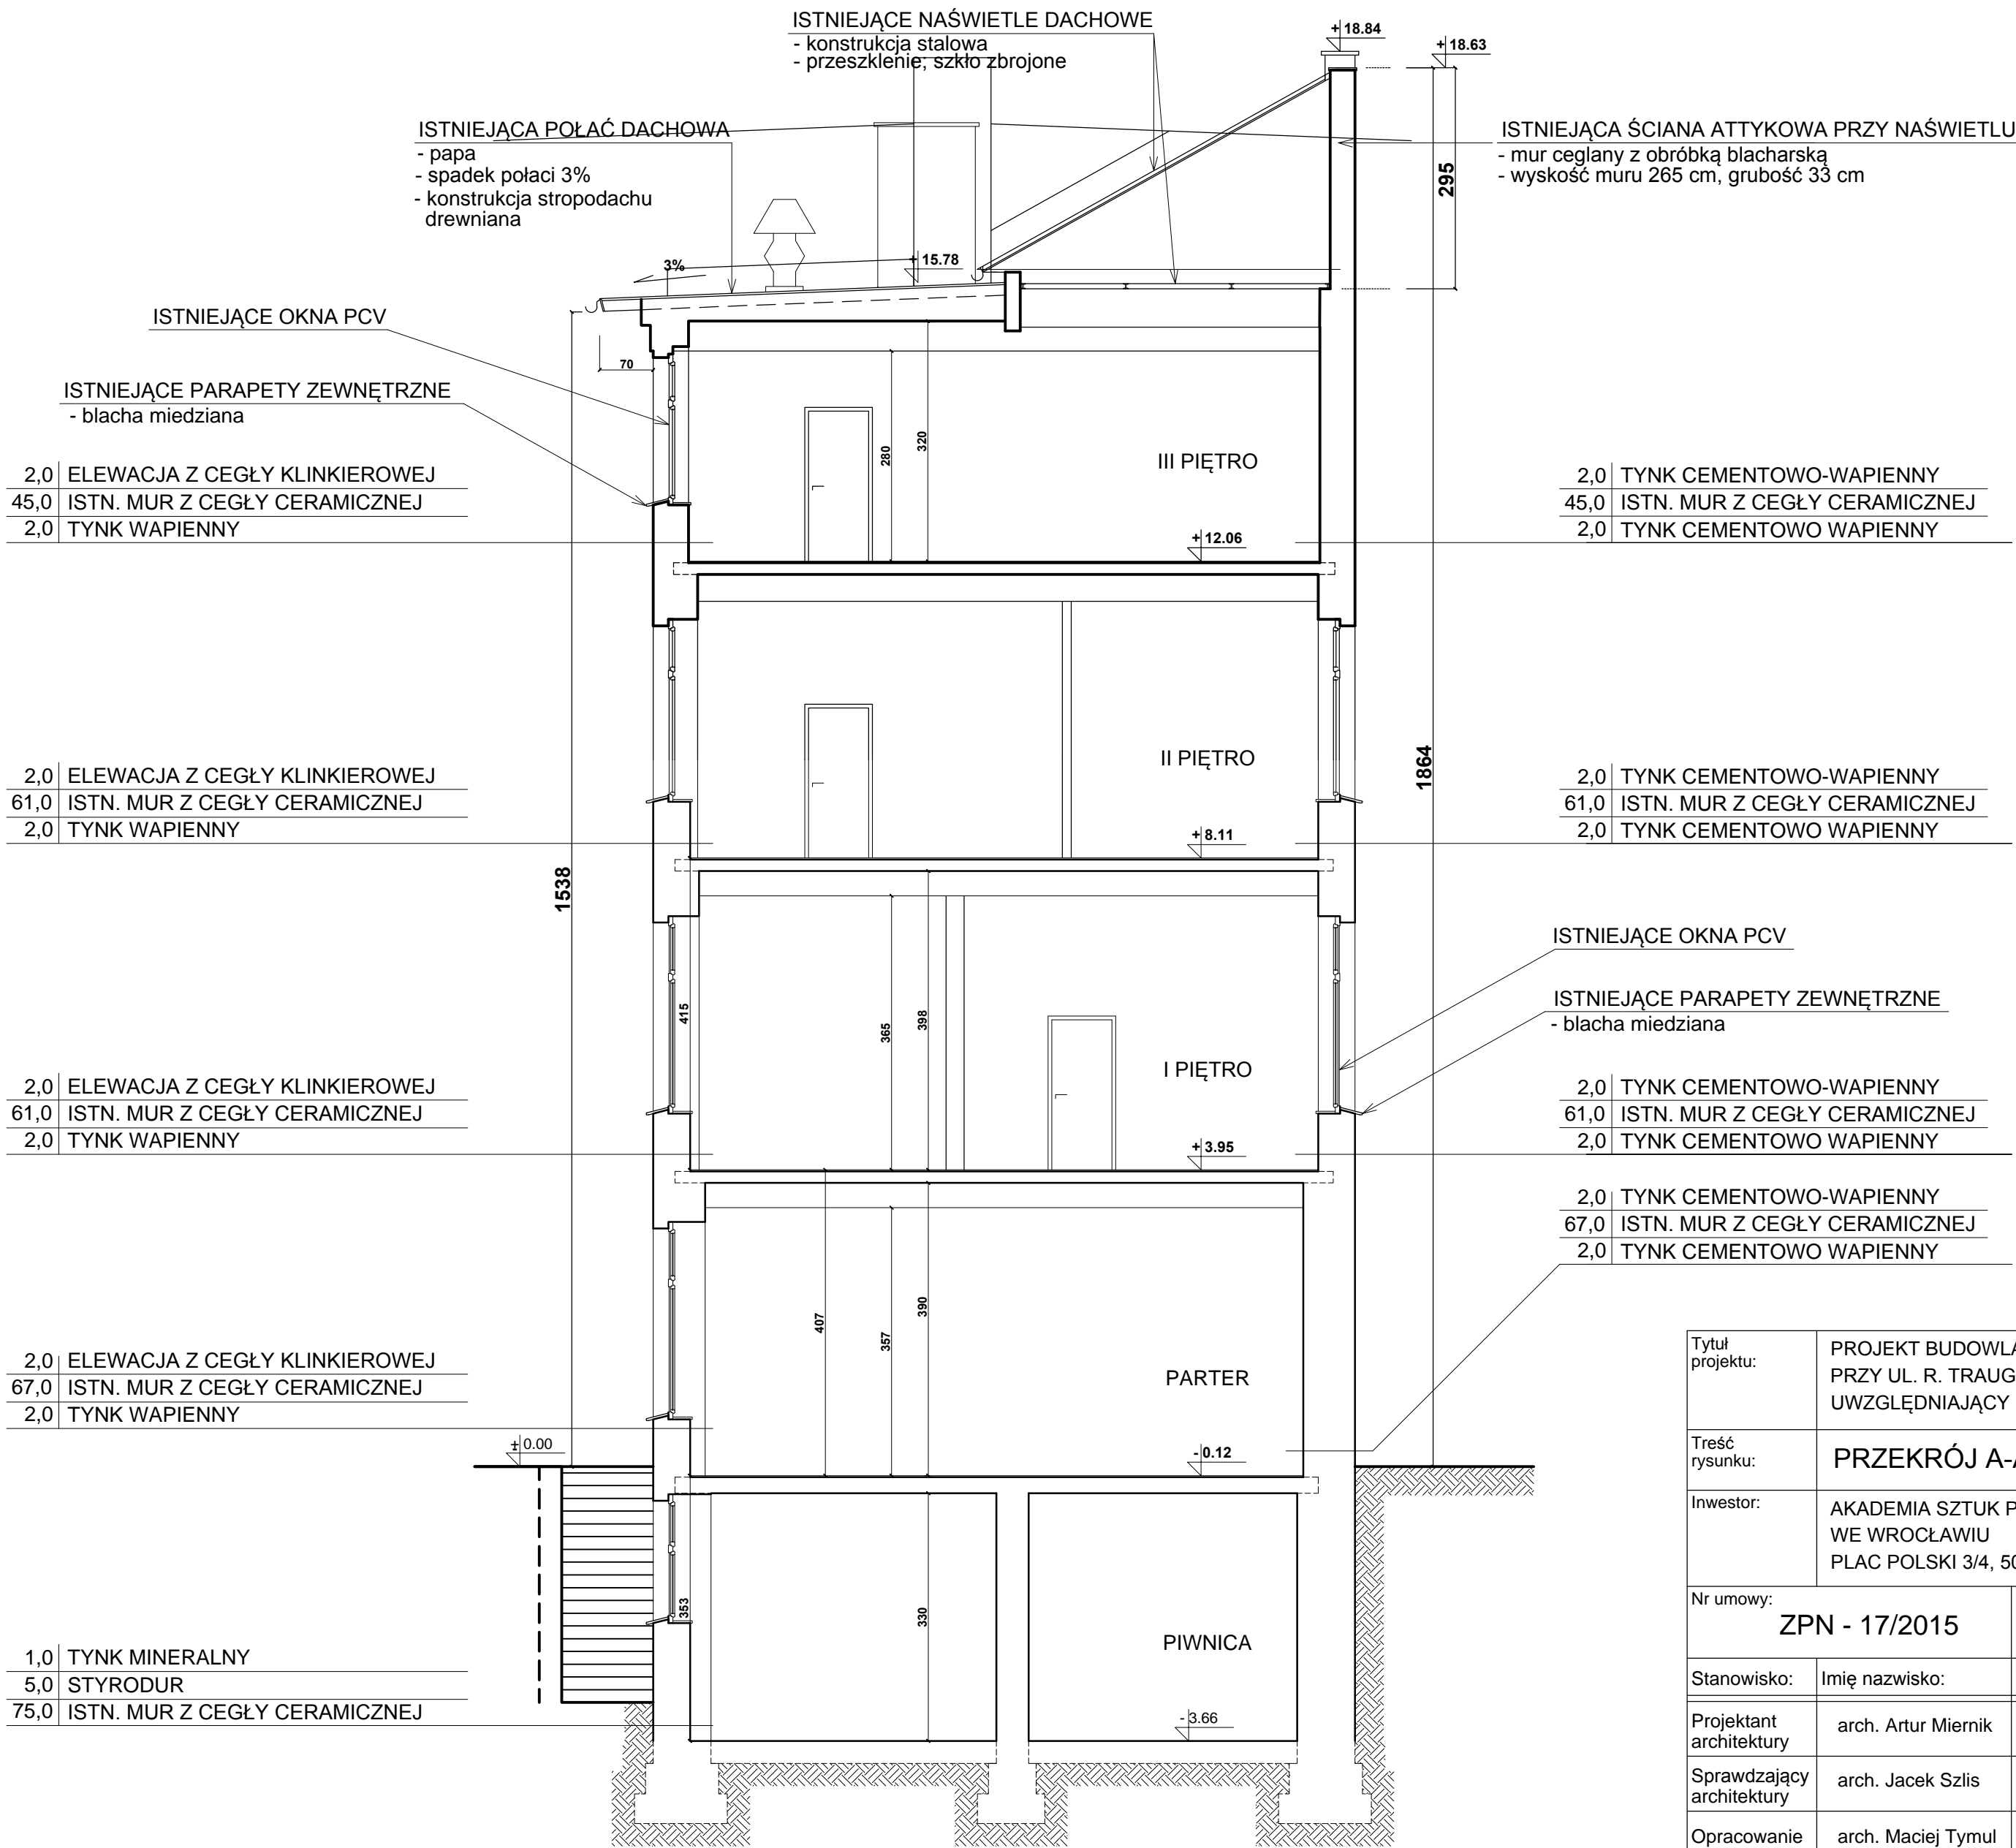 ISTNIEJĄCE NAŚWIETLE DACHOWE
- konstrukcja stalowa
- przeszklenie; szkło zbrojone
+ 18.84
+ 18.63
ISTNIEJĄCA POŁAĆ DACHOWA
- papa
- spadek połaci 3%
- konstrukcja stropodachu
drewniana
ISTNIEJĄCA ŚCIANA ATTYKOWA PRZY NAŚWIETLU
- mur ceglany z obróbką blacharską
- wyskość muru 265 cm, grubość 33 cm
295
3%
+ 15.78
ISTNIEJĄCE OKNA PCV
70
ISTNIEJĄCE PARAPETY ZEWNĘTRZNE
- blacha miedziana
280
320
III PIĘTRO
2,0 ELEWACJA Z CEGŁY KLINKIEROWEJ
45,0 ISTN. MUR Z CEGŁY CERAMICZNEJ
2,0 TYNK WAPIENNY
2,0 TYNK CEMENTOWO-WAPIENNY
45,0 ISTN. MUR Z CEGŁY CERAMICZNEJ
2,0 TYNK CEMENTOWO WAPIENNY
+ 12.06
II PIĘTRO
1864
2,0 ELEWACJA Z CEGŁY KLINKIEROWEJ
61,0 ISTN. MUR Z CEGŁY CERAMICZNEJ
2,0 TYNK WAPIENNY
2,0 TYNK CEMENTOWO-WAPIENNY
61,0 ISTN. MUR Z CEGŁY CERAMICZNEJ
2,0 TYNK CEMENTOWO WAPIENNY
+ 8.11
1538
ISTNIEJĄCE OKNA PCV
ISTNIEJĄCE PARAPETY ZEWNĘTRZNE
- blacha miedziana
415
365
398
I PIĘTRO
2,0 ELEWACJA Z CEGŁY KLINKIEROWEJ
61,0 ISTN. MUR Z CEGŁY CERAMICZNEJ
2,0 TYNK WAPIENNY
2,0 TYNK CEMENTOWO-WAPIENNY
61,0 ISTN. MUR Z CEGŁY CERAMICZNEJ
2,0 TYNK CEMENTOWO WAPIENNY
+ 3.95
2,0 TYNK CEMENTOWO-WAPIENNY
67,0 ISTN. MUR Z CEGŁY CERAMICZNEJ
2,0 TYNK CEMENTOWO WAPIENNY
407
357
390
PARTER
2,0 ELEWACJA Z CEGŁY KLINKIEROWEJ
67,0 ISTN. MUR Z CEGŁY CERAMICZNEJ
2,0 TYNK WAPIENNY
± 0.00
- 0.12
353
330
PIWNICA
1,0 TYNK MINERALNY
5,0 STYRODUR
75,0 ISTN. MUR Z CEGŁY CERAMICZNEJ
- 3.66
Tytuł
projektu:
PROJEKT BUDOWLA
PRZY UL. R. TRAUG
UWZGLĘDNIAJĄCY
Treść
rysunku:
PRZEKRÓJ A-A
Inwestor:
AKADEMIA SZTUK P
WE WROCŁAWIU
PLAC POLSKI 3/4, 50
Nr umowy:
ZPN - 17/2015
Stanowisko: Imię nazwisko:
Projektant
architektury
arch. Artur Miernik
Sprawdzający
architektury
arch. Jacek Szlis
Opracowanie arch. Maciej Tymul